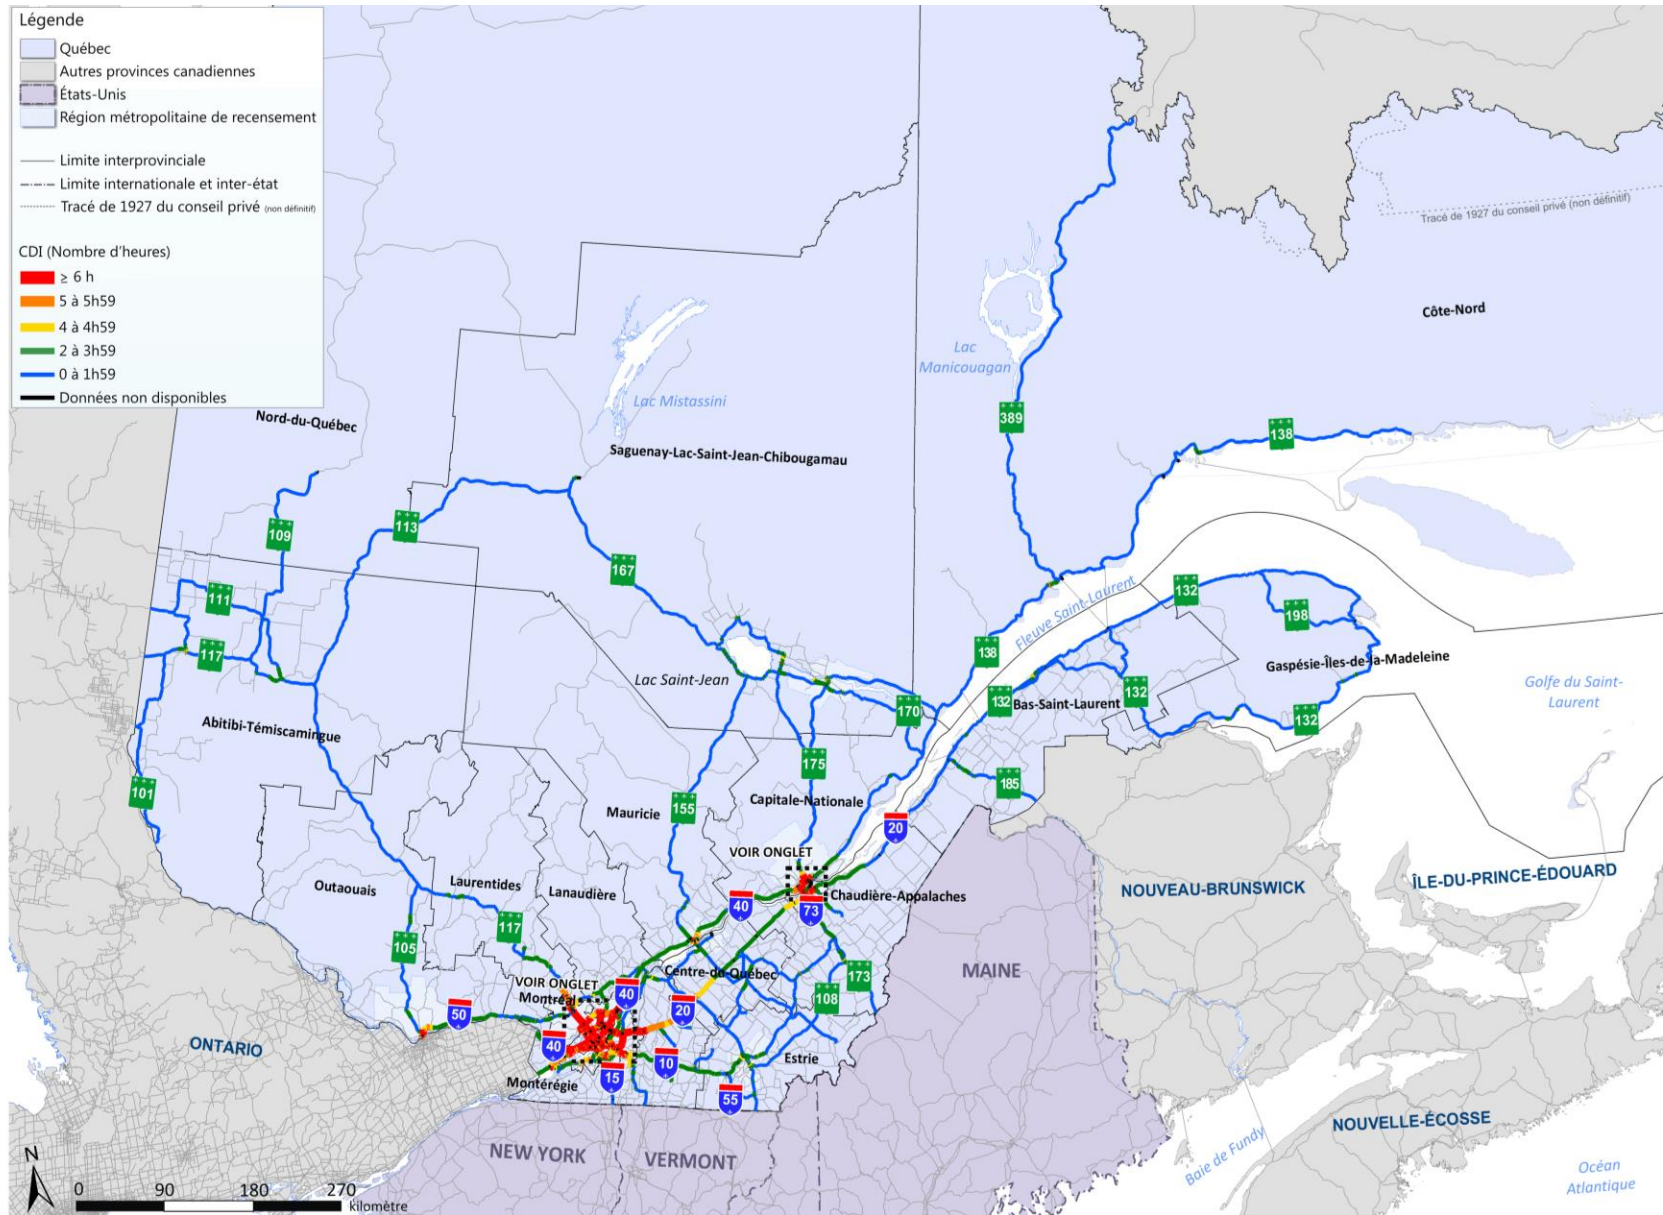 Légende
Québec
Autres provinces canadiennes
États-Unis
Région métropolitaine de recensement
Limite interprovinciale
Limite internationale et inter-état
Tracé de 1927 du conseil privé (non définitif)
CDI (Nombre d'heures)
≥ 6 h
5 à 5h59
4 à 4h59
2 à 3h59
0 à 1h59
Données non disponibles
Tracé de 1927 du conseil privé (non définitif)
Côte-Nord
Lac
Manicouagan
Lac Mistassini
Nord-du-Québec
389
138
Saguenay-Lac-Saint-Jean-Chibougamau
113
109
167
111
Fleuve Saint-Laurent
132
198
117
138
Lac Saint-Jean
Gaspésie-Îles-de-la-Madeleine
132
132
Bas-Saint-Laurent
170
132
Golfe du Saint-
Laurent
Abitibi-Témiscamingue
175
185
101
Mauricie
155
Capitale-Nationale
20
VOIR ONGLET
Outaouais
Laurentides
Lanaudière
40
73
Chaudière-Appalaches
NOUVEAU-BRUNSWICK
ÎLE-DU-PRINCE-ÉDOUARD
117
105
Centre-du-Québec
173
MAINE
VOIR ONGLET
Montréal
40
108
20
50
ONTARIO
40
10
Estrie
Montérégie
15
55
NEW YORK
VERMONT
NOUVELLE-ÉCOSSE
Baie de Fundy
Océan
Atlantique
N
0
90
180
270
kilomètre